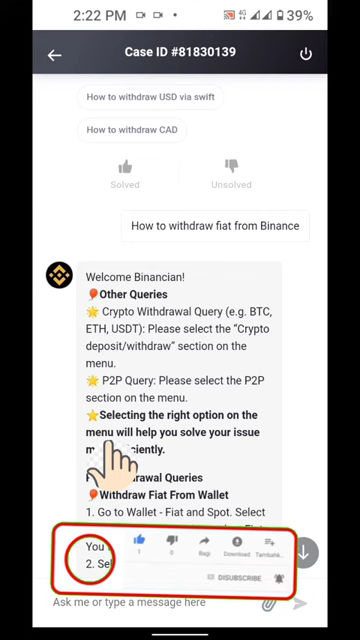 2:22 PM
4G
39%
Case ID #81830139
How to withdraw USD via swift
How to withdraw CAD
Solved
Unsolved
How to withdraw fiat from Binance
Welcome Binancian!
🎈Other Queries
🌟 Crypto Withdrawal Query (e.g. BTC,
ETH, USDT): Please select the “Crypto
deposit/withdraw” section on the
menu.
🌟 P2P Query: Please select the P2P
section on the menu.
⭐Selecting the right option on the
menu will help you solve your issue
Withdrawal Queries
🎈Withdraw Fiat From Wallet
1. Go to Wallet - Fiat and Spot. Select
You
2. Sel
1
0
Bagi
Download
Tambahk...
DISUBSCRIBE
Ask me or type a message here